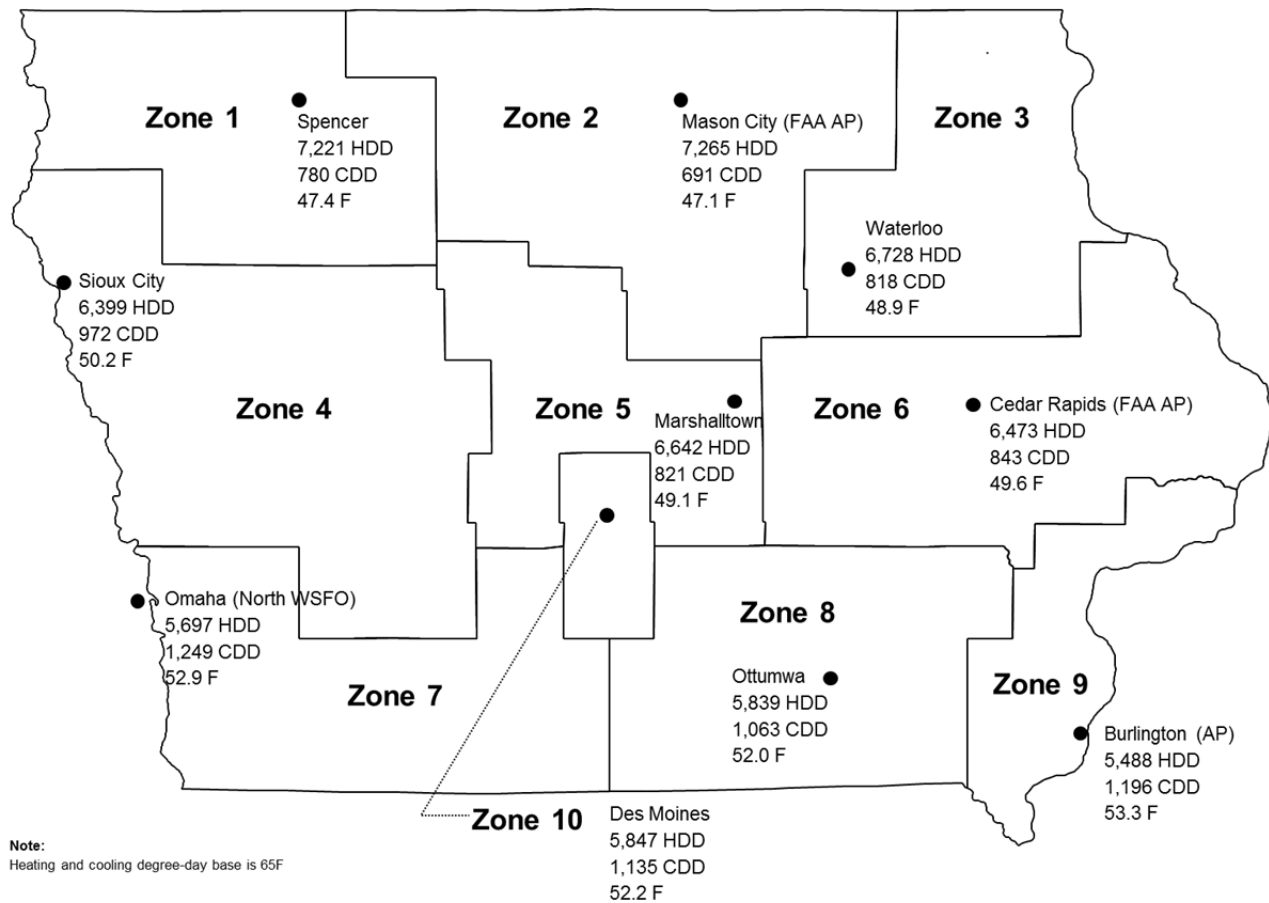 Zone 1
Spencer
7,221 HDD
780 CDD
47.4 F
Zone 2
Mason City (FAA AP)
7,265 HDD
691 CDD
47.1 F
Zone 3
Waterloo
6,728 HDD
818 CDD
48.9 F
Sioux City
6,399 HDD
972 CDD
50.2 F
Zone 4
Zone 5
Marshalltown
6,642 HDD
821 CDD
49.1 F
Zone 6
Cedar Rapids (FAA AP)
6,473 HDD
843 CDD
49.6 F
Omaha (North WSFO)
5,697 HDD
1,249 CDD
52.9 F
Zone 7
Zone 8
Ottumwa
5,839 HDD
1,063 CDD
52.0 F
Zone 9
Burlington (AP)
5,488 HDD
1,196 CDD
53.3 F
Zone 10
Des Moines
5,847 HDD
1,135 CDD
52.2 F
Note:
Heating and cooling degree-day base is 65F